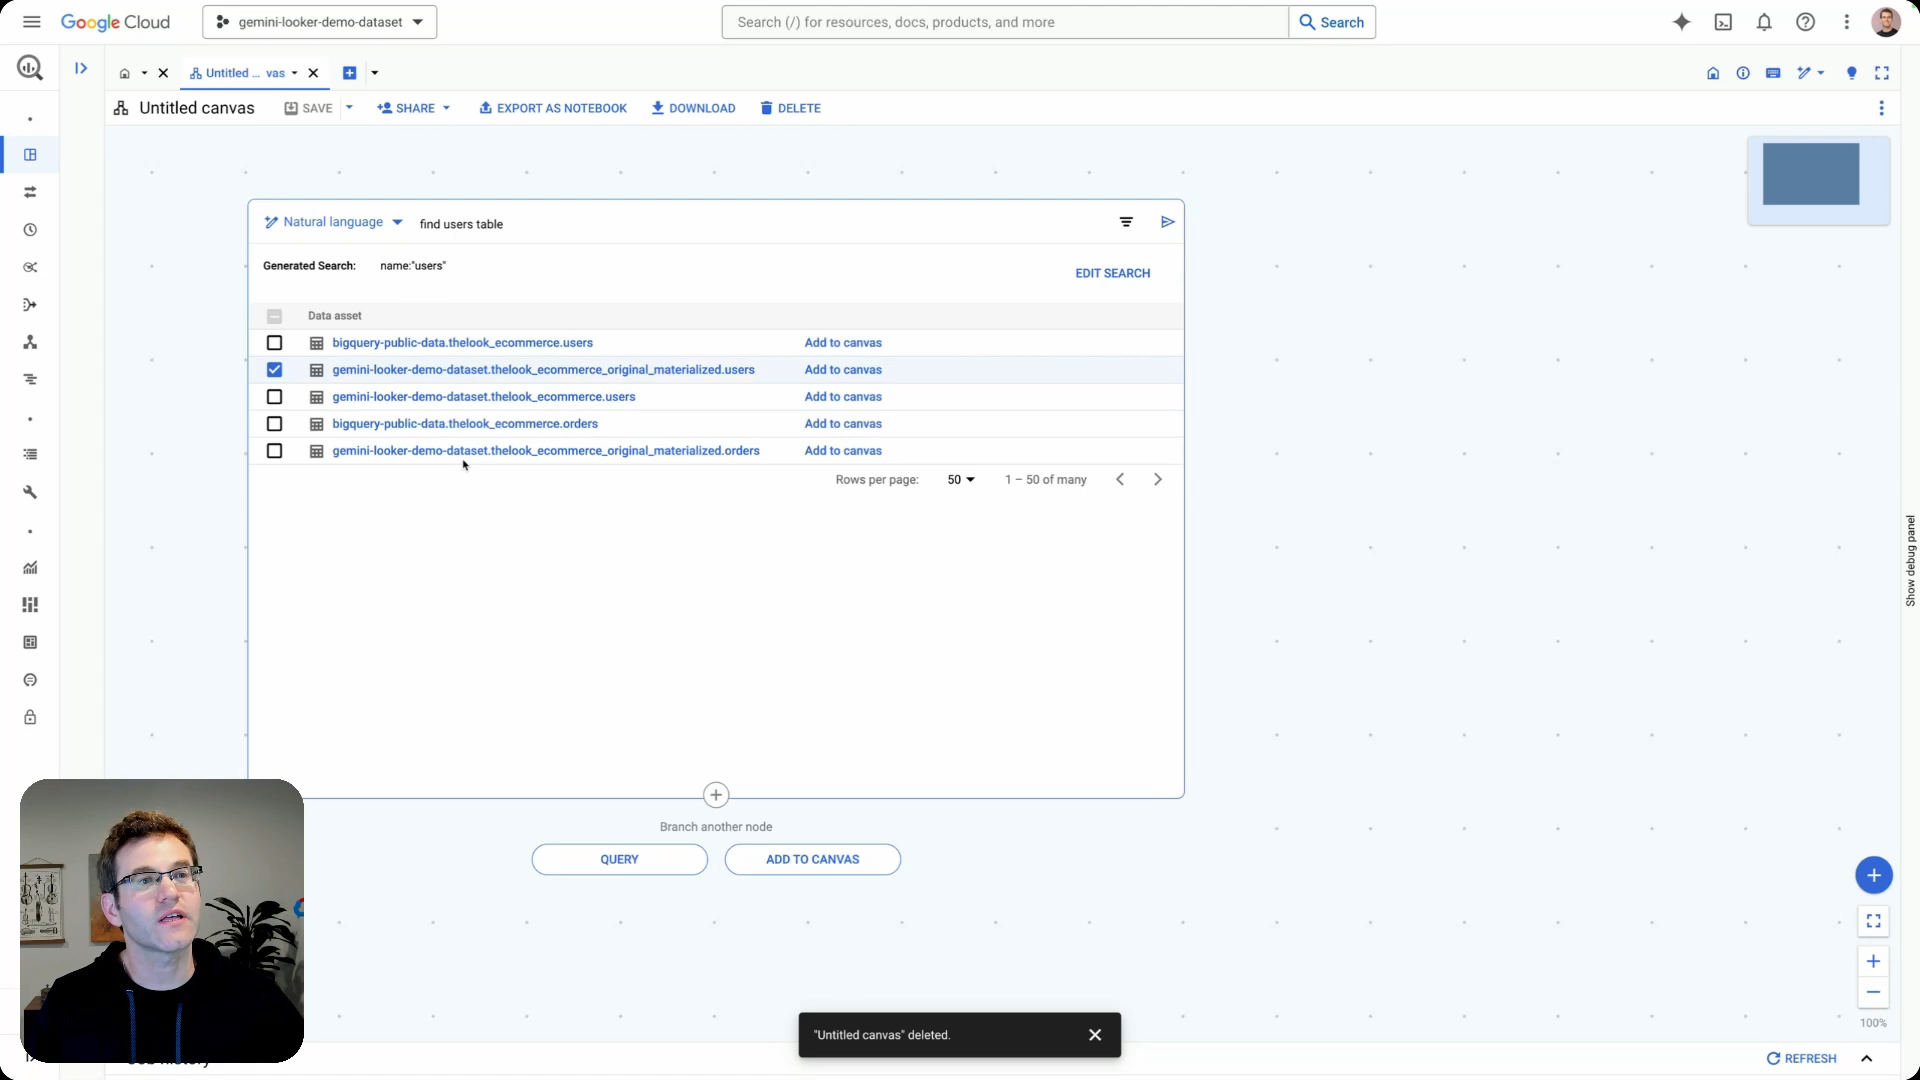 Google Cloud
gemini-looker-demo-dataset
Search (/) for resources, docs, products, and more
Search
Untitled ... vas
Untitled canvas
SAVE
SHARE
EXPORT AS NOTEBOOK
DOWNLOAD
DELETE
Natural language
find users table
Generated Search:
name:"users"
EDIT SEARCH
Data asset
bigquery-public-data.thelook_ecommerce.users
Add to canvas
gemini-looker-demo-dataset.thelook_ecommerce_original_materialized.users
Add to canvas
gemini-looker-demo-dataset.thelook_ecommerce.users
Add to canvas
bigquery-public-data.thelook_ecommerce.orders
Add to canvas
gemini-looker-demo-dataset.thelook_ecommerce_original_materialized.orders
Add to canvas
Rows per page:
50
1 – 50 of many
Show debug panel
Branch another node
QUERY
ADD TO CANVAS
100%
"Untitled canvas" deleted.
REFRESH